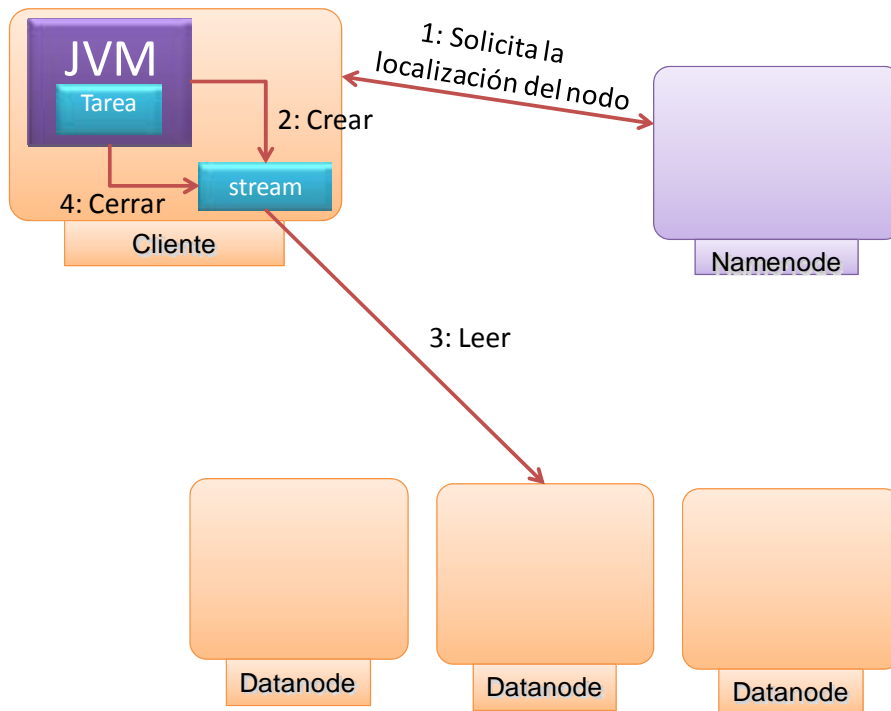 JVM
Tarea
1: Solicita la
localización del nodo
2: Crear
stream
4: Cerrar
Cliente
Namenode
3: Leer
Datanode
Datanode
Datanode